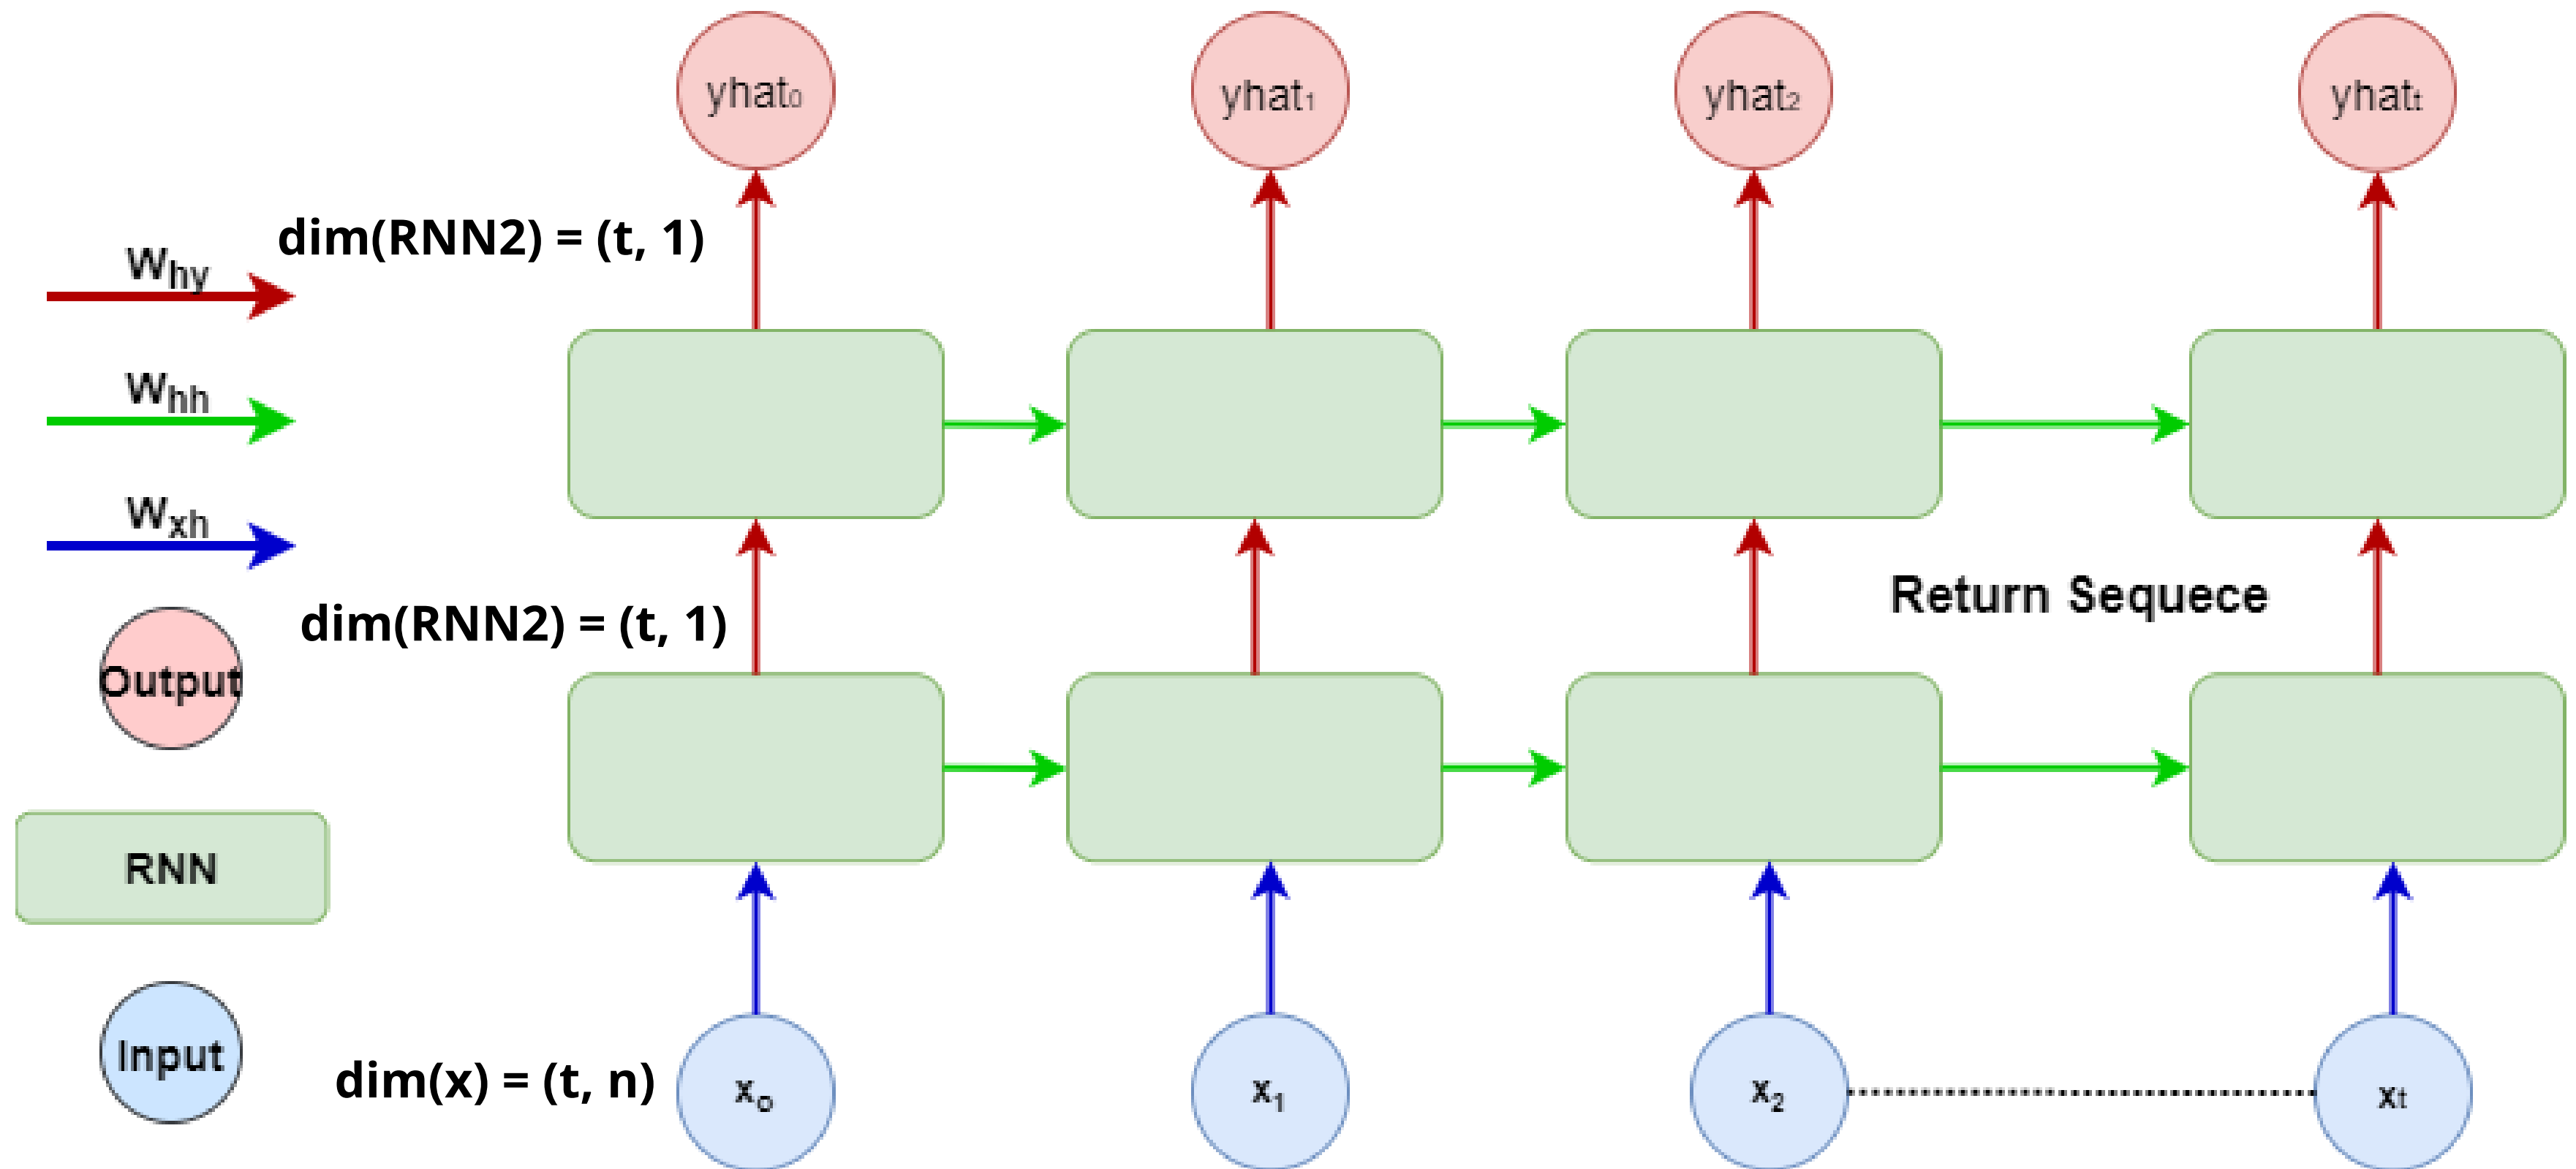 yhat₀
yhat₁
yhat₂
yhatₜ
dim(RNN2) = (t, 1)
Whγ
Whh
Wxh
dim(RNN2) = (t, 1)
Return Sequece
Output
RNN
Input
dim(x) = (t, n)
xₒ
x₁
x₂
xt